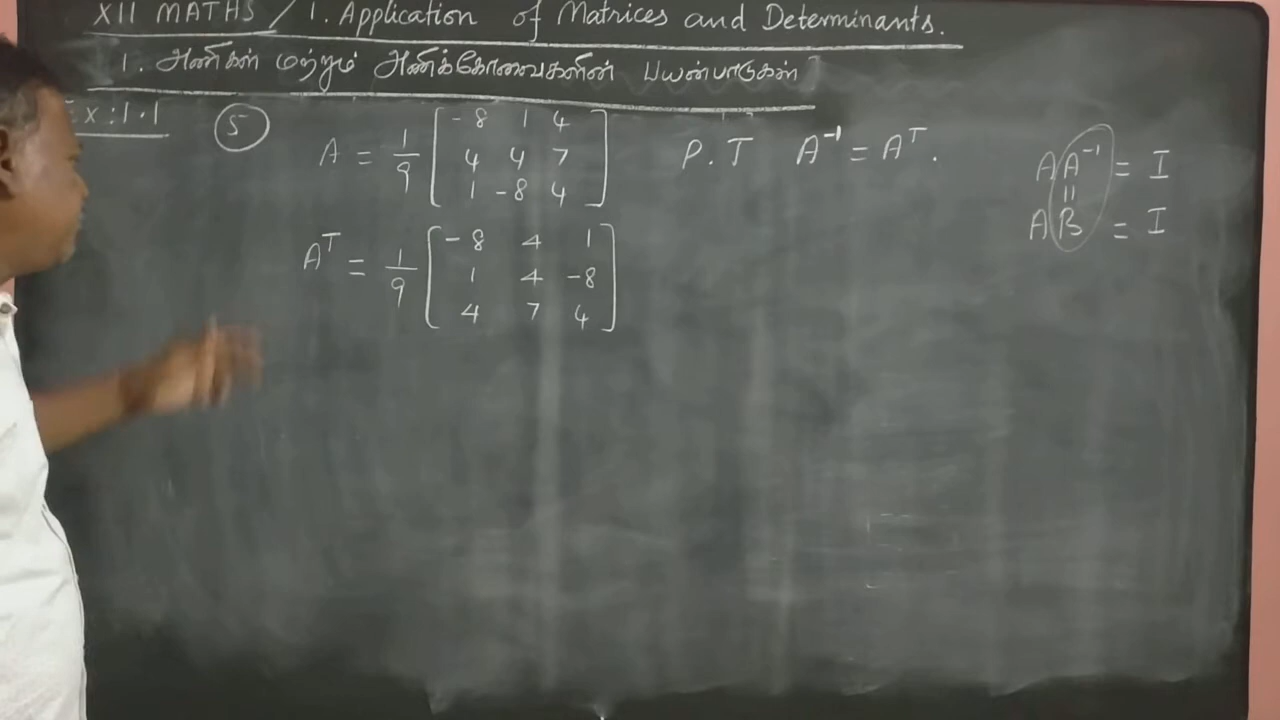 XII MATHS / 1. Application of Matrices and Determinants.
1. அணிகள் மற்றும் அணிக்கோவைகளின் பயன்பாடுகள்
Ex:1.1
5
A = 1/9 [ -8 1 4
4 4 7
1 -8 4 ]
P.T A⁻¹ = Aᵀ.
AA⁻¹ = I
=
AB = I
Aᵀ = 1/9 [ -8 4 1
1 4 -8
4 7 4 ]